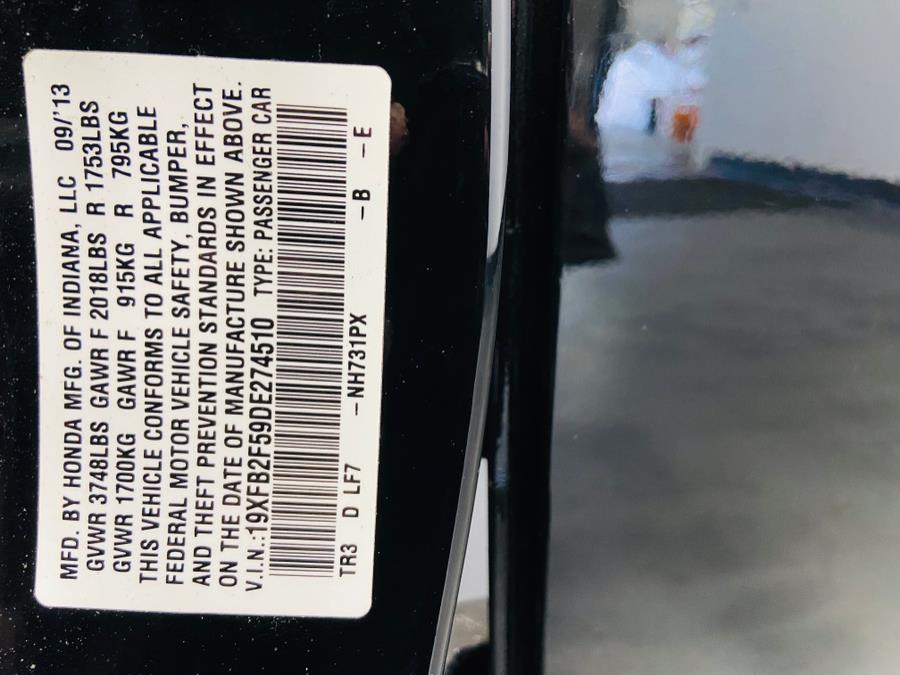 MFD. BY HONDA MFG. OF INDIANA, LLC 09/'13
GVWR 3748LBS GAWR F 2018LBS R 1753LBS
GVWR 1700KG GAWR F 915KG R 795KG
THIS VEHICLE CONFORMS TO ALL APPLICABLE
FEDERAL MOTOR VEHICLE SAFETY, BUMPER,
AND THEFT PREVENTION STANDARDS IN EFFECT
ON THE DATE OF MANUFACTURE SHOWN ABOVE.
V.I.N.:19XFB2F59DE274510 TYPE: PASSENGER CAR
TR3 D LF7 -NH731PX -B -E